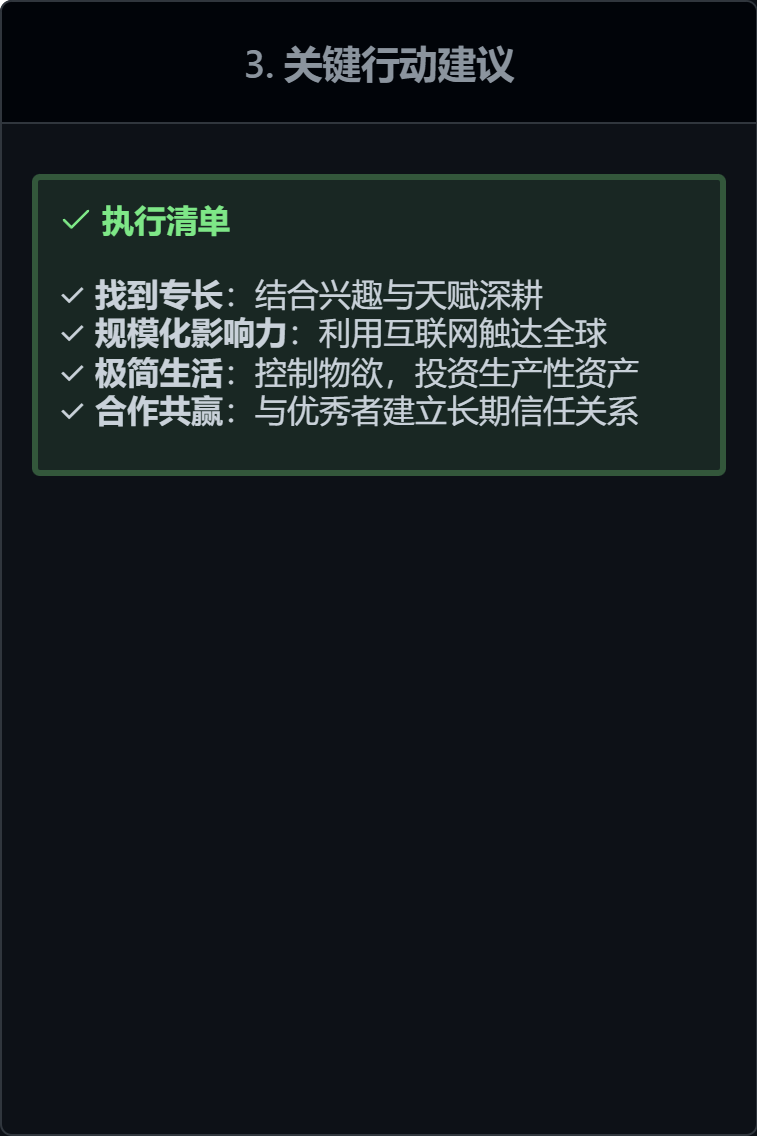 3. 关键行动建议
✓ 执行清单
✓ 找到专长：结合兴趣与天赋深耕
✓ 规模化影响力：利用互联网触达全球
✓ 极简生活：控制物欲，投资生产性资产
✓ 合作共赢：与优秀者建立长期信任关系